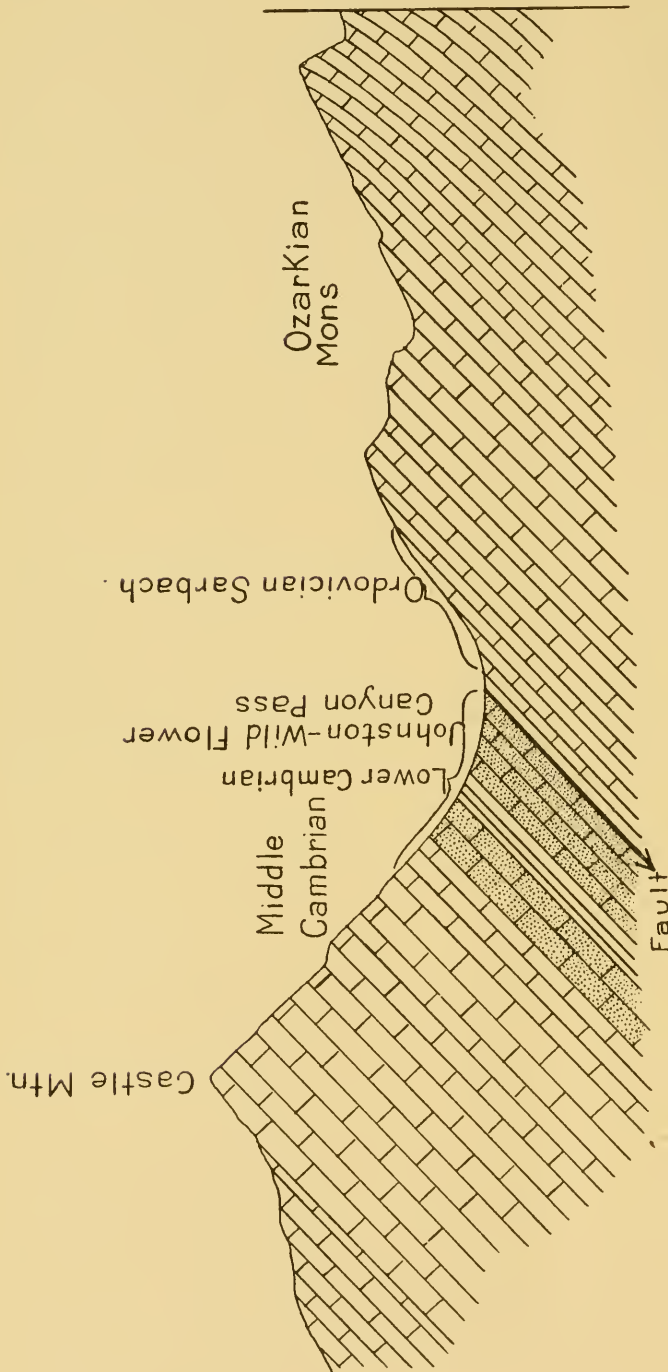 Castle Mtn.
Middle
Cambrian
Lower Cambrian
Johnston-Wild Flower
Canyon Pass
Ordovician Sarbach.
Ozarkian
Mons
Fault